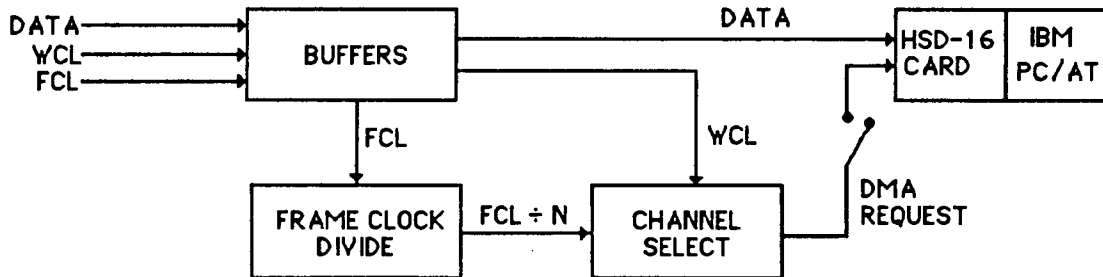 DATA
WCL
FCL
BUFFERS
DATA
HSD-16
CARD
IBM
PC/AT
FCL
WCL
FRAME CLOCK
DIVIDE
FCL ÷ N
CHANNEL
SELECT
DMA
REQUEST